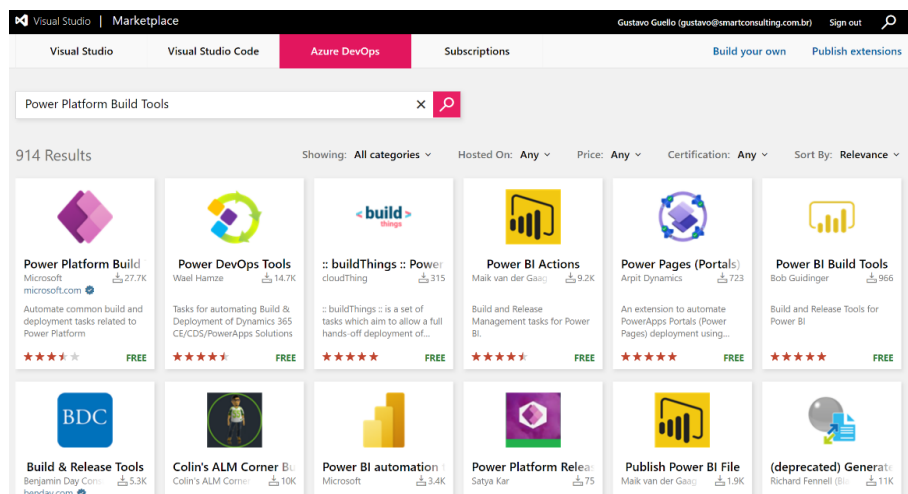 Visual Studio | Marketplace
Gustavo Guello (gustavo@smartconsulting.com.br) Sign out
Visual Studio Visual Studio Code Azure DevOps Subscriptions Build your own Publish extensions
Power Platform Build Tools
914 Results Showing: All categories Hosted On: Any Price: Any Certification: Any Sort By: Relevance
Power Platform Build
Microsoft 27.7K
microsoft.com
Automate common build and
deployment tasks related to
Power Platform
FREE
Power DevOps Tools
Wael Hamze 14.7K
Tasks for automating Build &
Deployment of Dynamics 365
CE/CDS/PowerApps Solutions
FREE
< build >
things
:: buildThings :: Power
cloudThing 315
:: buildThings :: is a set of
tasks which aim to allow a full
hands-off deployment of...
FREE
Power BI Actions
Maik van der Gaag 9.2K
Build and Release
Management tasks for Power
BI.
FREE
Power Pages (Portals)
Arpit Dynamics 723
An extension to automate
PowerApps Portals (Power
Pages) deployment using...
FREE
Power BI Build Tools
Bob Guidinger 966
Build and Release Tools for
Power BI
FREE
BDC
Build & Release Tools
Benjamin Day Cons 5.3K
benday.com
Colin's ALM Corner Bu
Colin's ALM Corner 10K
Power BI automation
Microsoft 3.4K
Power Platform Relea
Satya Kar 75
Publish Power BI File
Maik van der Gaag 1.9K
(deprecated) Generate
Richard Fennell (Bl 11K